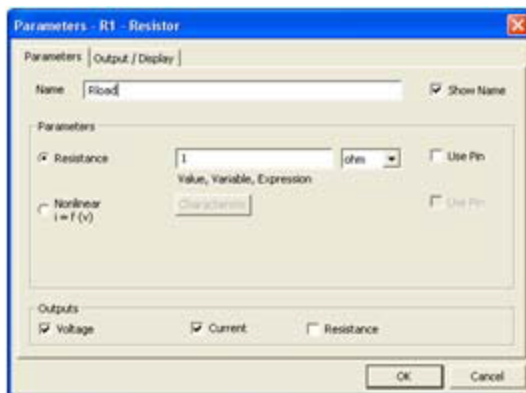 Parameters - R1 - Resistor
Parameters Output / Display
Name Rload Show Name
Parameters
Resistance 1 ohm Use Pin
Value, Variable, Expression
Nonlinear Characteristic Use Pin
i = f (v)
Outputs
Voltage Current Resistance
OK Cancel